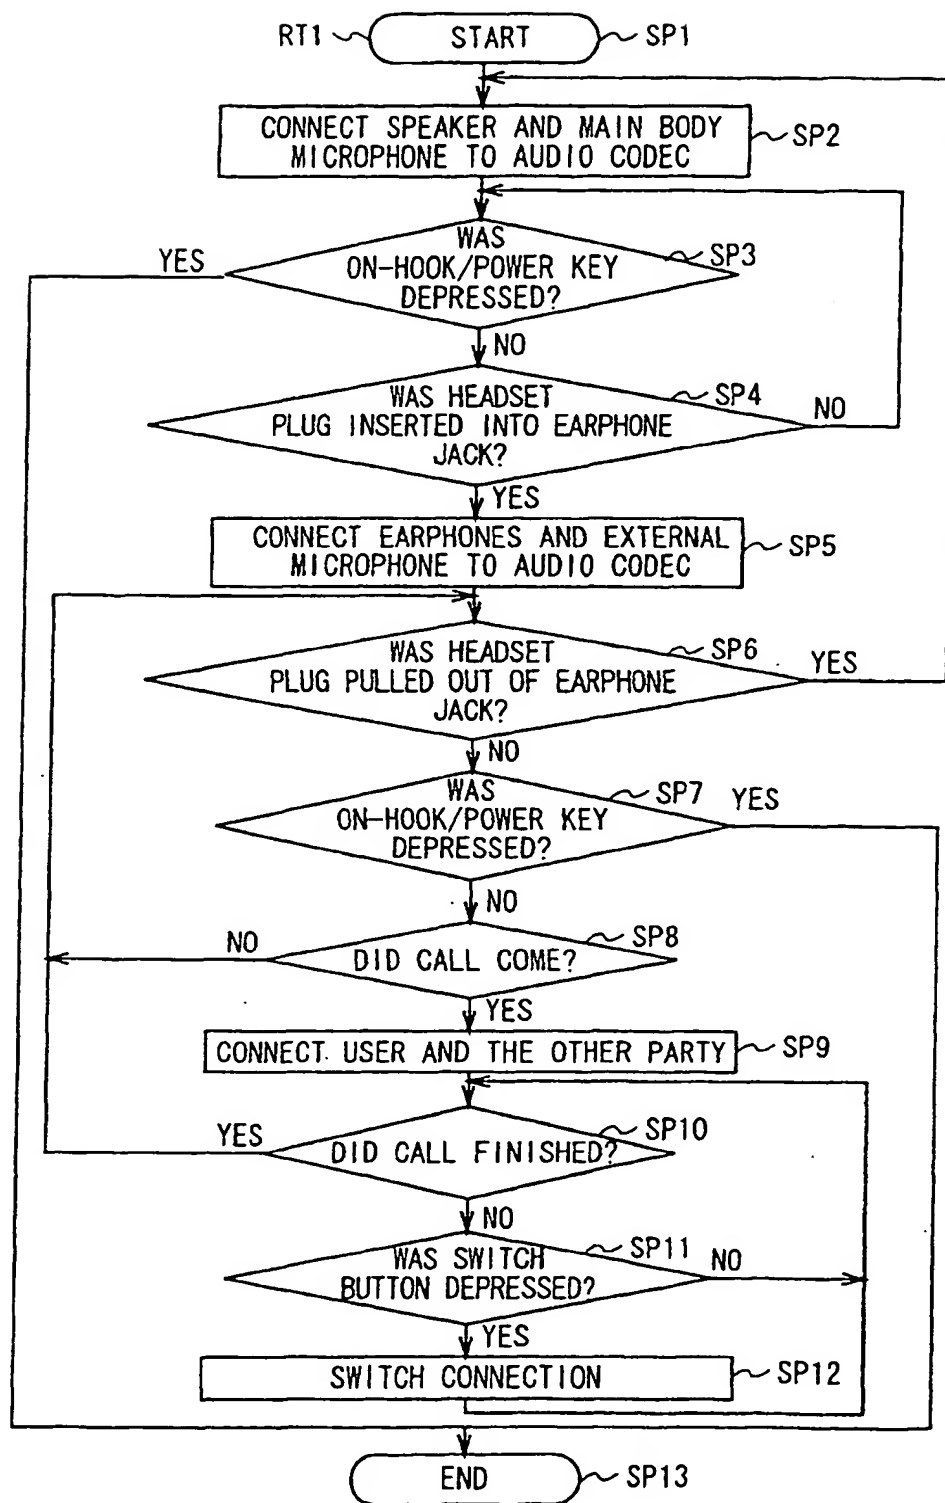 RT1 START SP1
CONNECT SPEAKER AND MAIN BODY
MICROPHONE TO AUDIO CODEC
SP2
WAS
ON-HOOK/POWER KEY
DEPRESSED?
SP3
YES
NO
WAS HEADSET
PLUG INSERTED INTO EARPHONE
JACK?
SP4
NO
YES
CONNECT EARPHONES AND EXTERNAL
MICROPHONE TO AUDIO CODEC
SP5
WAS HEADSET
PLUG PULLED OUT OF EARPHONE
JACK?
SP6
YES
NO
WAS
ON-HOOK/POWER KEY
DEPRESSED?
SP7
YES
NO
DID CALL COME?
SP8
NO
YES
CONNECT USER AND THE OTHER PARTY
SP9
DID CALL FINISHED?
SP10
YES
NO
WAS SWITCH
BUTTON DEPRESSED?
SP11
NO
YES
SWITCH CONNECTION
SP12
END
SP13